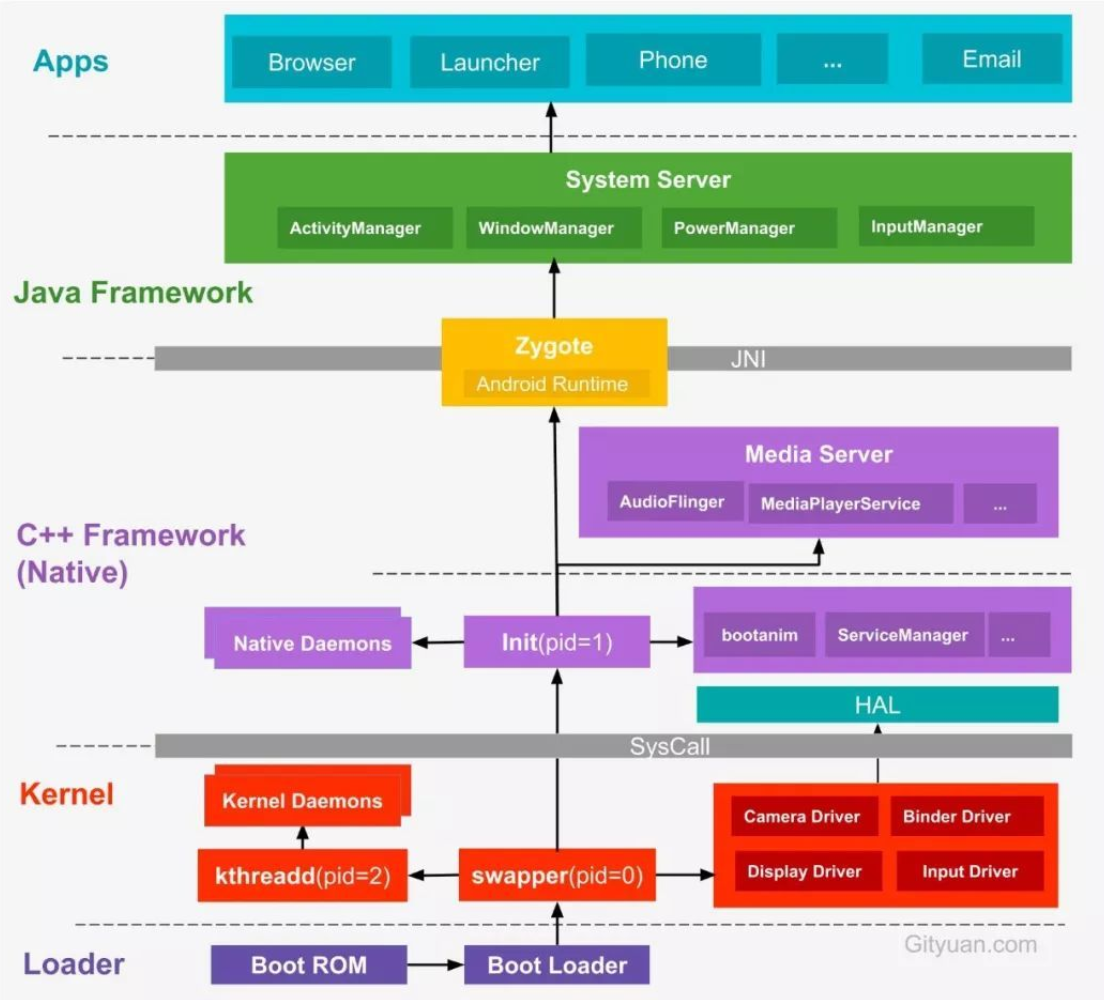 Apps
Browser
Launcher
Phone
...
Email
System Server
ActivityManager
WindowManager
PowerManager
InputManager
Java Framework
Zygote
Android Runtime
JNI
Media Server
AudioFlinger
MediaPlayerService
...
C++ Framework
(Native)
Native Daemons
Init(pid=1)
bootanim
ServiceManager
...
HAL
SysCall
Kernel
Kernel Daemons
Camera Driver
Binder Driver
kthreadd(pid=2)
swapper(pid=0)
Display Driver
Input Driver
Gityuan.com
Loader
Boot ROM
Boot Loader